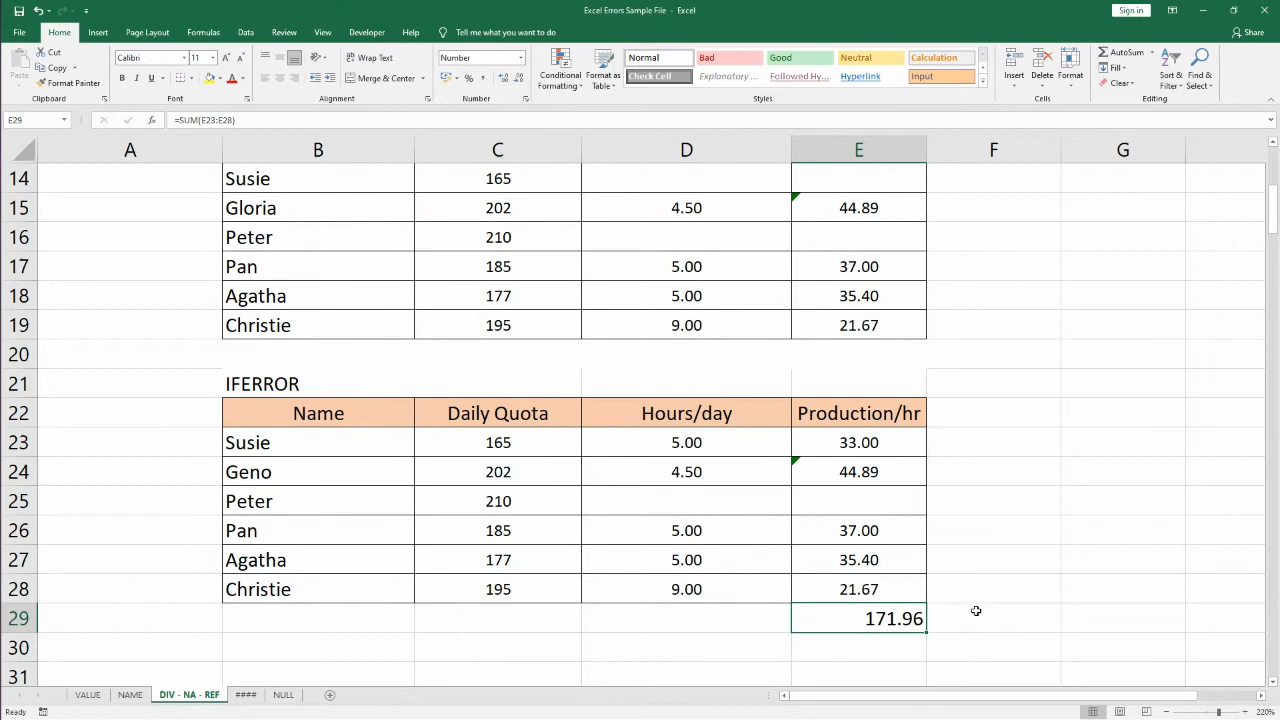 Excel Errors Sample File - Excel
Sign in
File Home Insert Page Layout Formulas Data Review View Developer Help Tell me what you want to do Share
Paste
Cut
Copy
Format Painter
Clipboard
Calibri 11
B I U A
Font
Wrap Text
Merge & Center
Alignment
Number
%
Number
Conditional Formatting
Format as Table
Normal Bad Good Neutral Calculation
Check Cell Explanatory ... Followed Hy... Hyperlink Input
Styles
Insert Delete Format
Cells
AutoSum
Fill
Clear
Sort & Filter
Find & Select
Editing
E29 fx =SUM(E23:E28)
A B C D E F G
14 Susie 165
15 Gloria 202 4.50 44.89
16 Peter 210
17 Pan 185 5.00 37.00
18 Agatha 177 5.00 35.40
19 Christie 195 9.00 21.67
20
21 IFERROR
22 Name Daily Quota Hours/day Production/hr
23 Susie 165 5.00 33.00
24 Geno 202 4.50 44.89
25 Peter 210
26 Pan 185 5.00 37.00
27 Agatha 177 5.00 35.40
28 Christie 195 9.00 21.67
29 171.96
30
31
VALUE NAME DIV - NA - REF #### NULL
Ready 220%